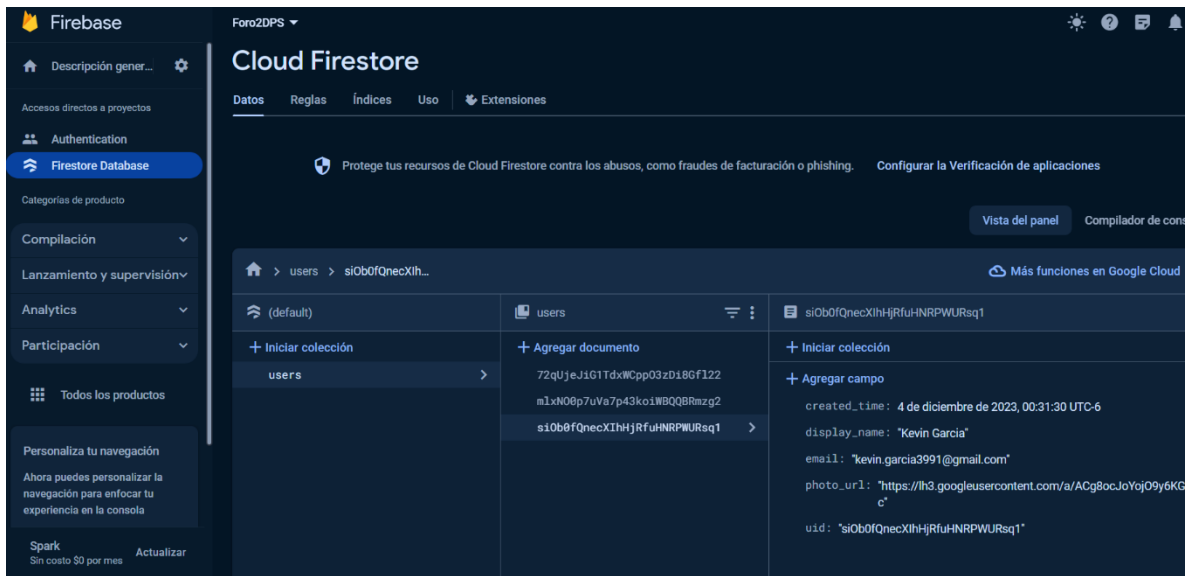 Firebase
Foro2DPS
Descripción gener...
Cloud Firestore
Datos Reglas Índices Uso Extensiones
Accesos directos a proyectos
Authentication
Firestore Database
Protege tus recursos de Cloud Firestore contra los abusos, como fraudes de facturación o phishing. Configurar la Verificación de aplicaciones
Categorías de producto
Vista del panel Compilador de cons
Compilación
Lanzamiento y supervisión
Analytics
Participación
Todos los productos
users siOb0fQnecXIh...
Más funciones en Google Cloud
(default) users siOb0fQnecXIhHjRfuHNRPWURsq1
Iniciar colección Agregar documento Iniciar colección
users
72qUjeJiG1TdxWCppO3zDi8Gfl22
mlxNO0p7uVa7p43koiWBQQBRmzg2
siOb0fQnecXIhHjRfuHNRPWURsq1
Agregar campo
created_time: 4 de diciembre de 2023, 00:31:30 UTC-6
display_name: "Kevin Garcia"
email: "kevin.garcia3991@gmail.com"
photo_url: "https://lh3.googleusercontent.com/a/ACg8ocJoYojO9y6KG
c"
uid: "siOb0fQnecXIhHjRfuHNRPWURsq1"
Personaliza tu navegación
Ahora puedes personalizar la
navegación para enfocar tu
experiencia en la consola
Spark
Sin costo $0 por mes
Actualizar